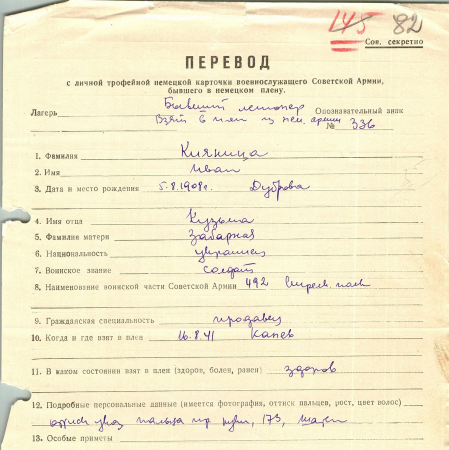 145 82
Сов. секретно
ПЕРЕВОД
с личной трофейной немецкой карточки военнослужащего Советской Армии,
бывшего в немецком плену.
Лагерь Бывший Опознавательный знак
Взят в плен из нем. армии № 336
1. Фамилия Кияница
2. Имя Иван
3. Дата и место рождения 5.8.1908г. Дуброва
4. Имя отца Кузьма
5. Фамилия матери Забарная
6. Национальность украинец
7. Воинское звание солдат
8. Наименование воинской части Советской Армии 492 стрелк. полк
9. Гражданская специальность продавец
10. Когда и где взят в плен 16.8.41 Канев
11. В каком состоянии взят в плен (здоров, болен, ранен) здоров
12. Подробные персональные данные (имеется фотография, оттиск пальца, рост, цвет волос)
оттиск указ пальца пр руки, 173,
13. Особые приметы